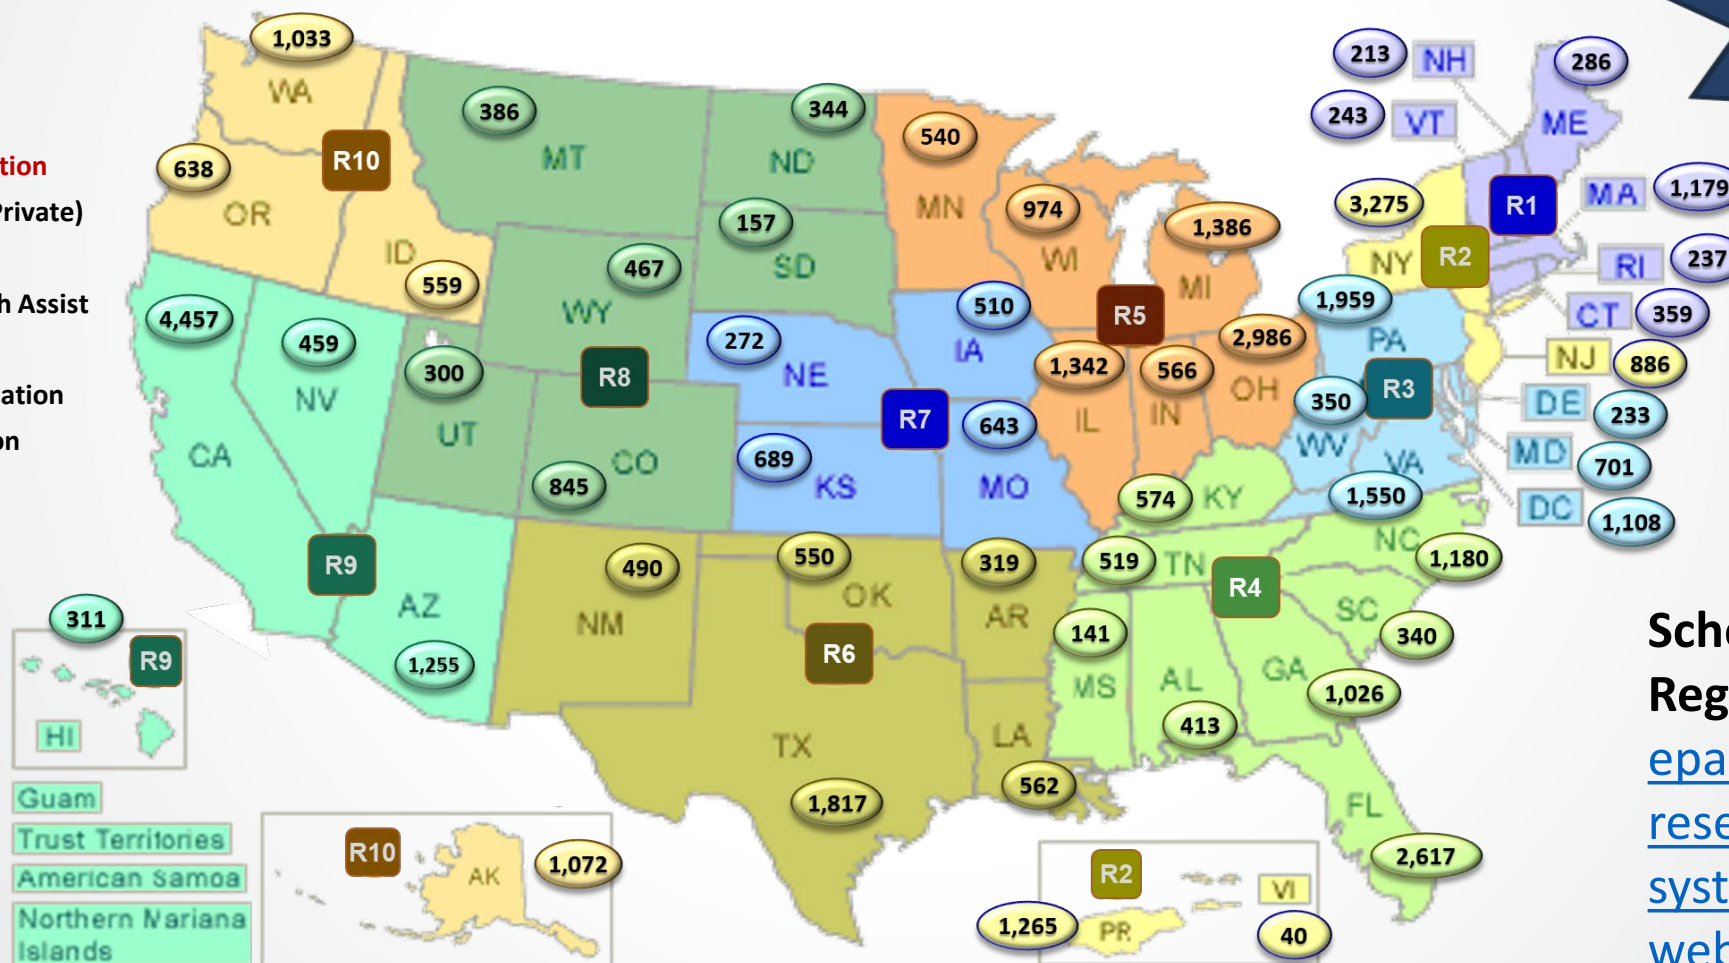 tion
Private)
h Assist
ation
on
1,033
WA
R10
638
OR
ID
559
386
MT
344
ND
157
SD
467
WY
R8
300
UT
CO
845
4,457
CA
459
NV
R9
AZ
1,255
272
NE
689
KS
R7
510
IA
643
MO
540
MN
974
WI
1,386
MI
R5
1,342
IL
566
IN
2,986
OH
490
NM
550
OK
R6
TX
1,817
319
AR
LA
562
574
KY
519
TN
R4
141
MS
AL
413
GA
1,026
NC
1,180
SC
340
FL
2,617
213
NH
243
VT
286
ME
R1
MA
1,179
RI
237
CT
359
3,275
NY
R2
NJ
886
1,959
PA
R3
350
WV
VA
1,550
DE
233
MD
701
DC
1,108
311
R9
HI
Guam
Trust Territories
American Samoa
Northern Mariana
Islands
R10
AK
1,072
R2
VI
1,265
PR
40
Reg
epa
rese
syst
web